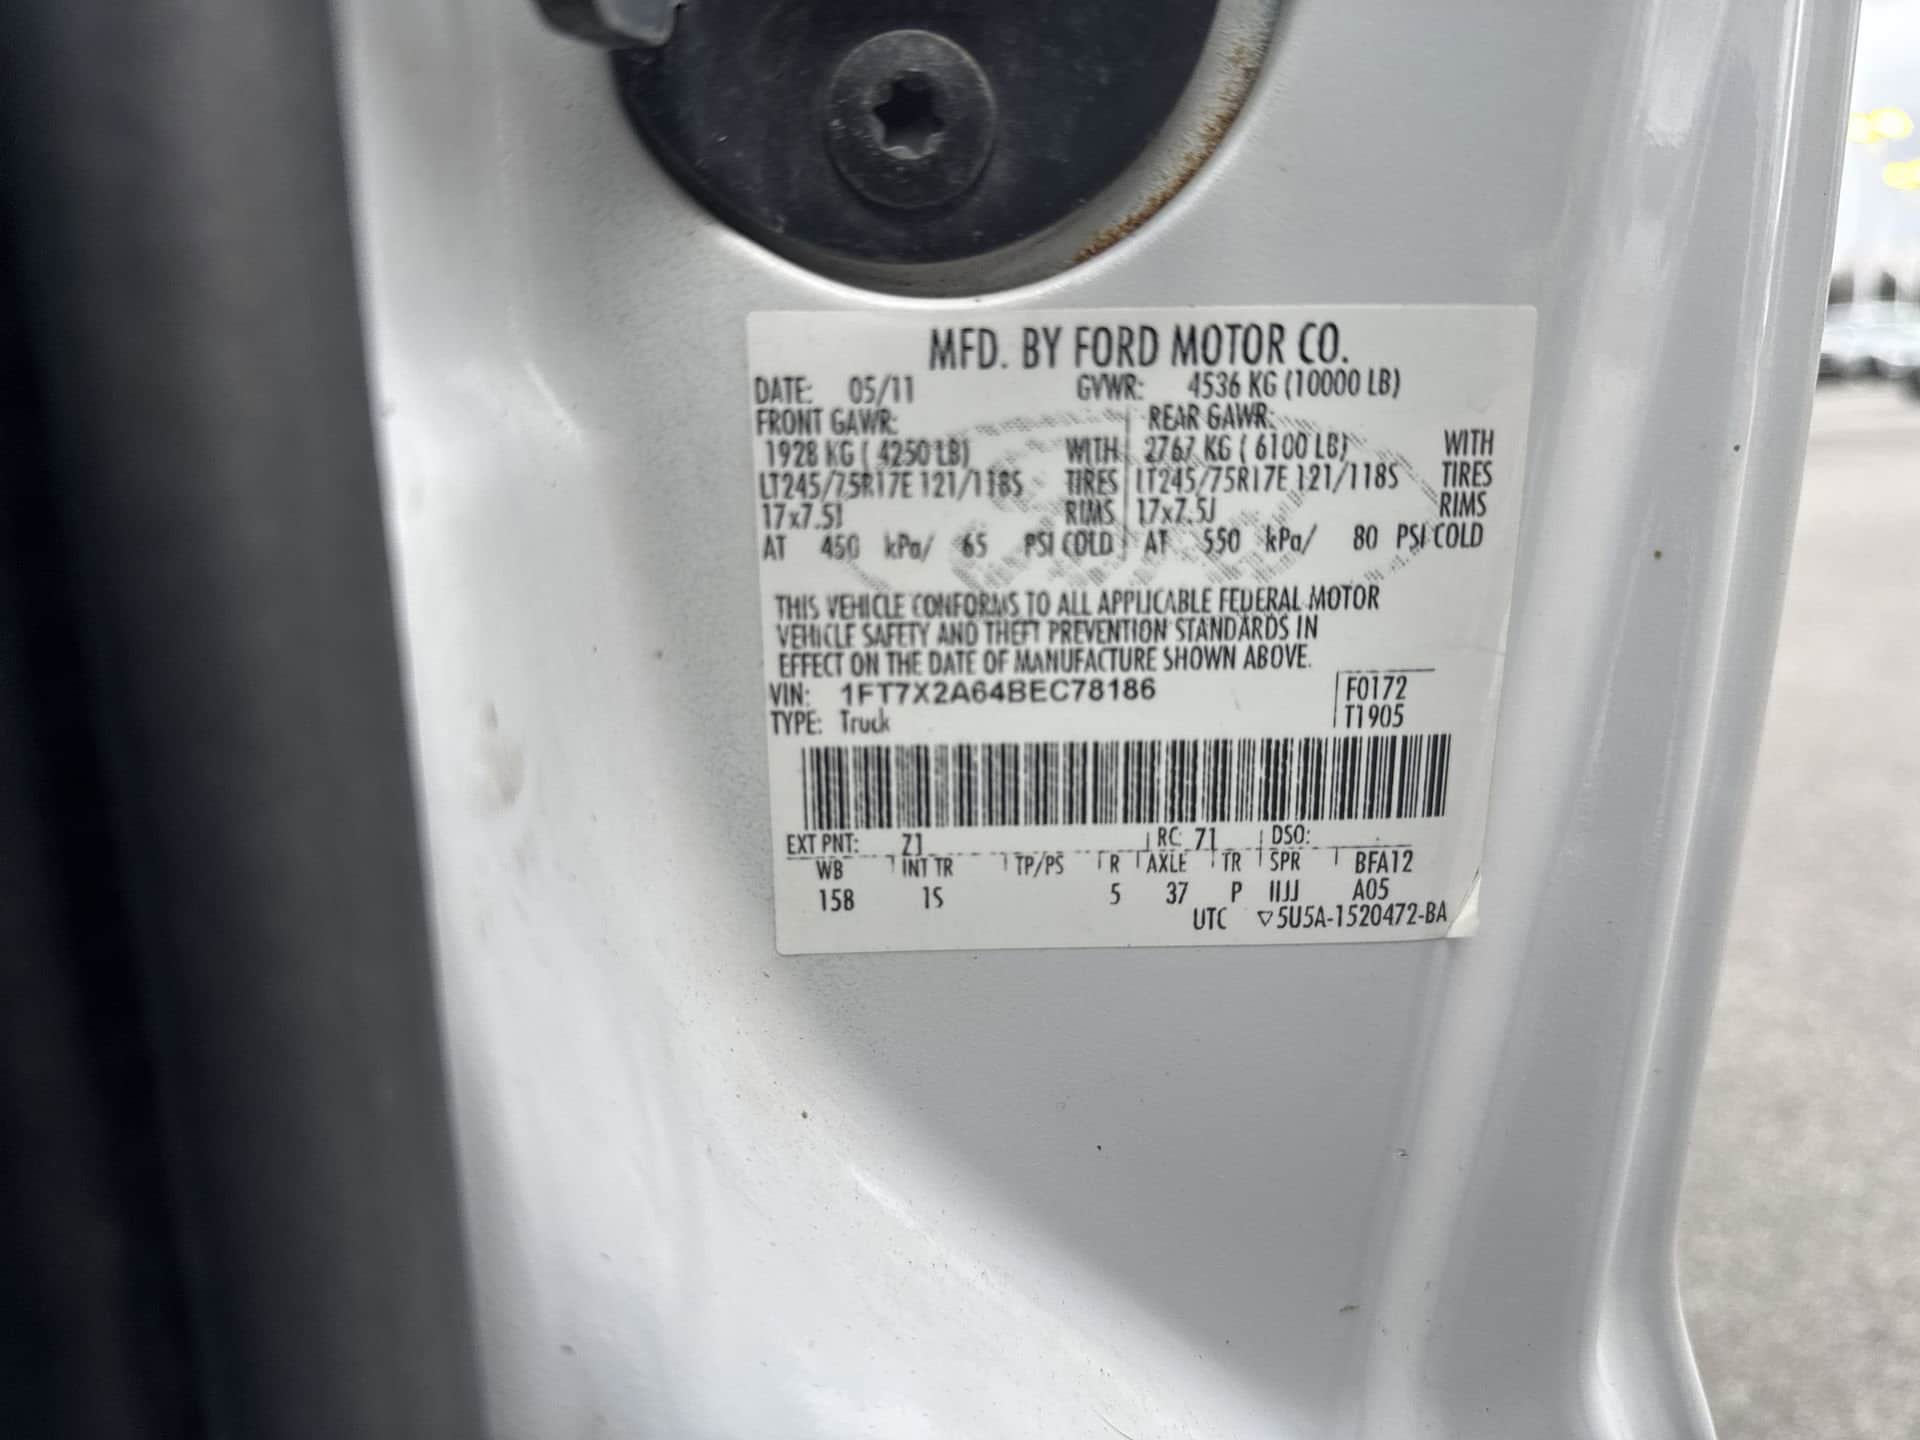 MFD. BY FORD MOTOR CO.
DATE: 05/11 GVWR: 4536 KG (10000 LB)
FRONT GAWR: REAR GAWR:
1928 KG ( 4250 LB) WITH 2767 KG ( 6100 LB) WITH
LT245/75R17E 121/118S TIRES LT245/75R17E 121/118S TIRES
17x7.5J RIMS 17x7.5J RIMS
AT 450 kPa/ 65 PSI COLD AT 550 kPa/ 80 PSI COLD
THIS VEHICLE CONFORMS TO ALL APPLICABLE FEDERAL MOTOR
VEHICLE SAFETY AND THEFT PREVENTION STANDARDS IN
EFFECT ON THE DATE OF MANUFACTURE SHOWN ABOVE.
VIN: 1FT7X2A64BEC78186 F0172
TYPE: Truck T1905
EXT PNT: Z1 RC: 71 DSO:
WB INT TR TP/PS R AXLE TR SPR BFA12
158 1S 5 37 P IIJJ A05
UTC ▽5U5A-1520472-BA